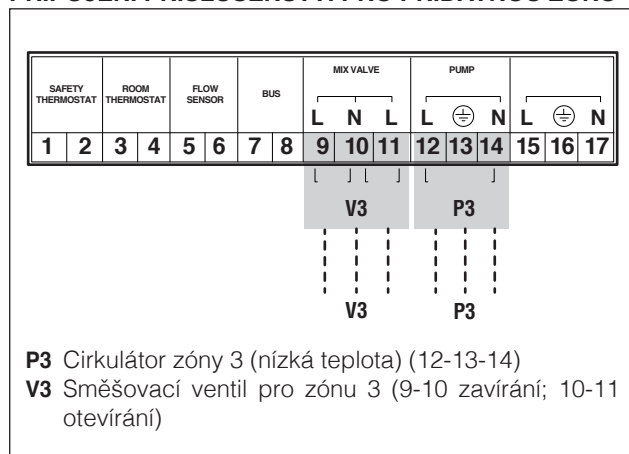 SAFETY THERMOSTAT ROOM THERMOSTAT FLOW SENSOR BUS MIX VALVE PUMP
L N L L N L N
1 2 3 4 5 6 7 8 9 10 11 12 13 14 15 16 17
V3 P3
V3 P3
P3 Cirkulátor zóny 3 (nízká teplota) (12-13-14)
V3 Směšovací ventil pro zónu 3 (9-10 zavírání; 10-11
otevírání)